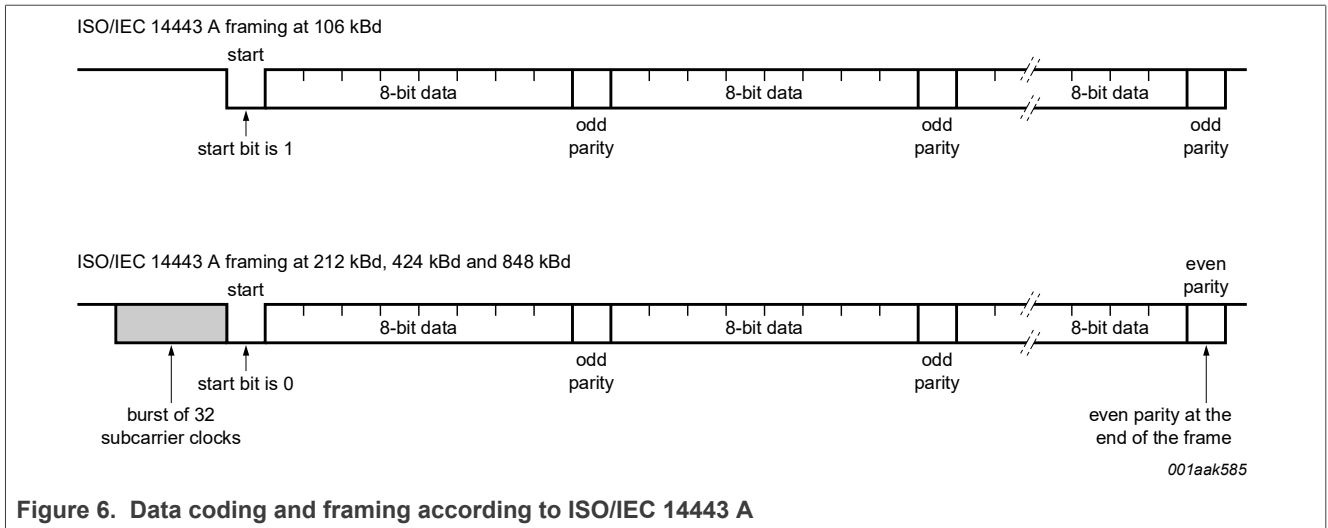 ISO/IEC 14443 A framing at 106 kBd
start
8-bit data 8-bit data 8-bit data
odd parity odd parity odd parity
start bit is 1
ISO/IEC 14443 A framing at 212 kBd, 424 kBd and 848 kBd
even parity
start
8-bit data 8-bit data 8-bit data
odd parity odd parity
start bit is 0
burst of 32
subcarrier clocks
even parity at the
end of the frame
001aak585
Figure 6. Data coding and framing according to ISO/IEC 14443 A